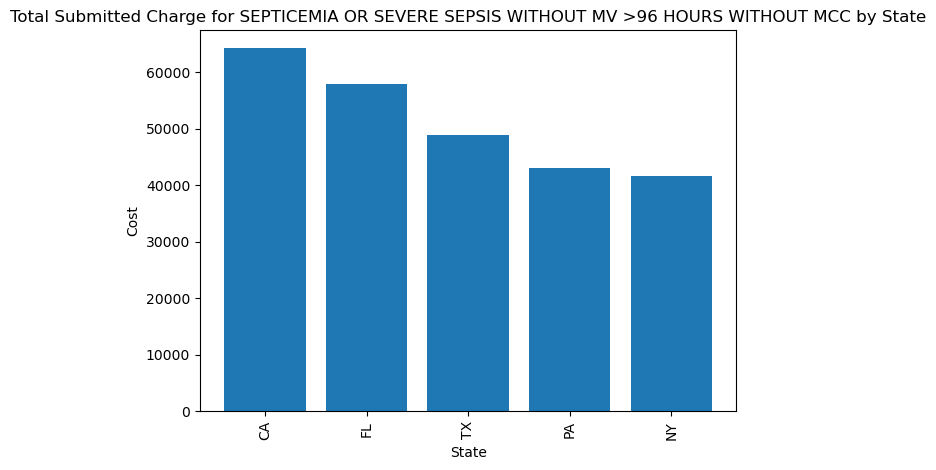 Total Submitted Charge for SEPTICEMIA OR SEVERE SEPSIS WITHOUT MV >96 HOURS WITHOUT MCC by State
60000
50000
40000
30000
20000
10000
0
Cost
CA
FL
TX
PA
NY
State